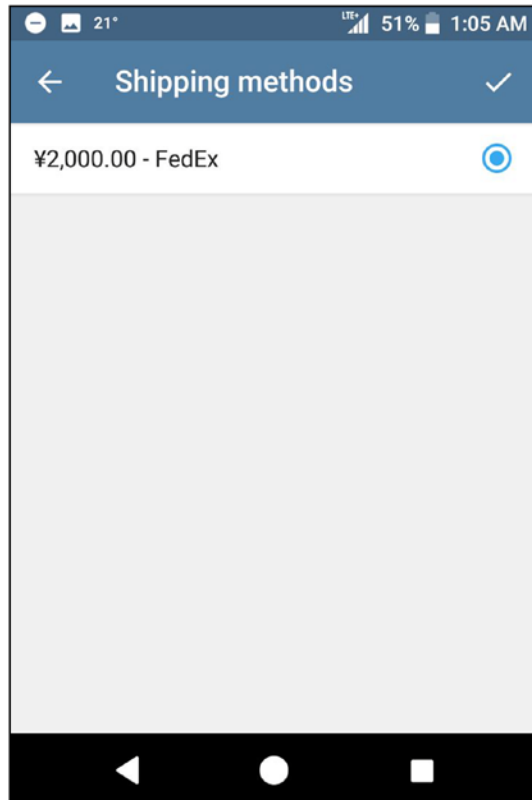 21° LTE+ 51% 1:05 AM
Shipping methods
¥2,000.00 - FedEx